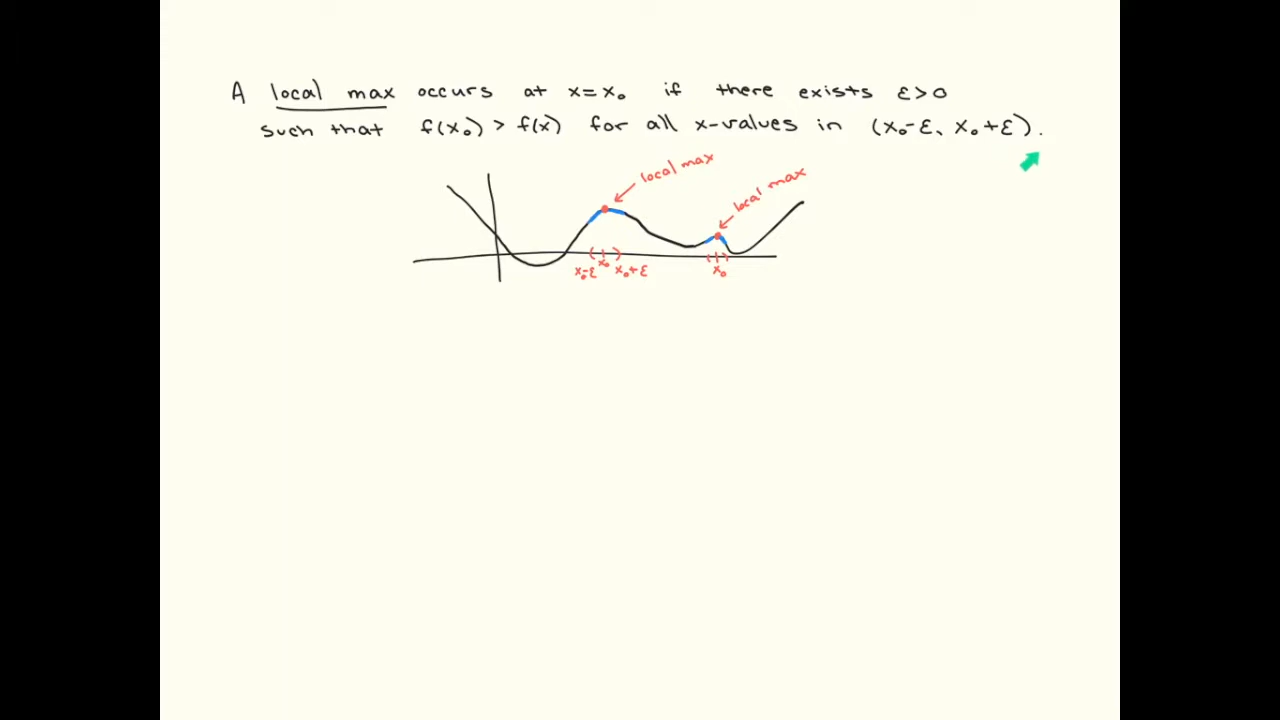 A local max occurs at x=x₀ if there exists ε>0
such that f(x₀) > f(x) for all x-values in (x₀-ε, x₀+ε).
local max
local max
x₀-ε x₀ x₀+ε x₀